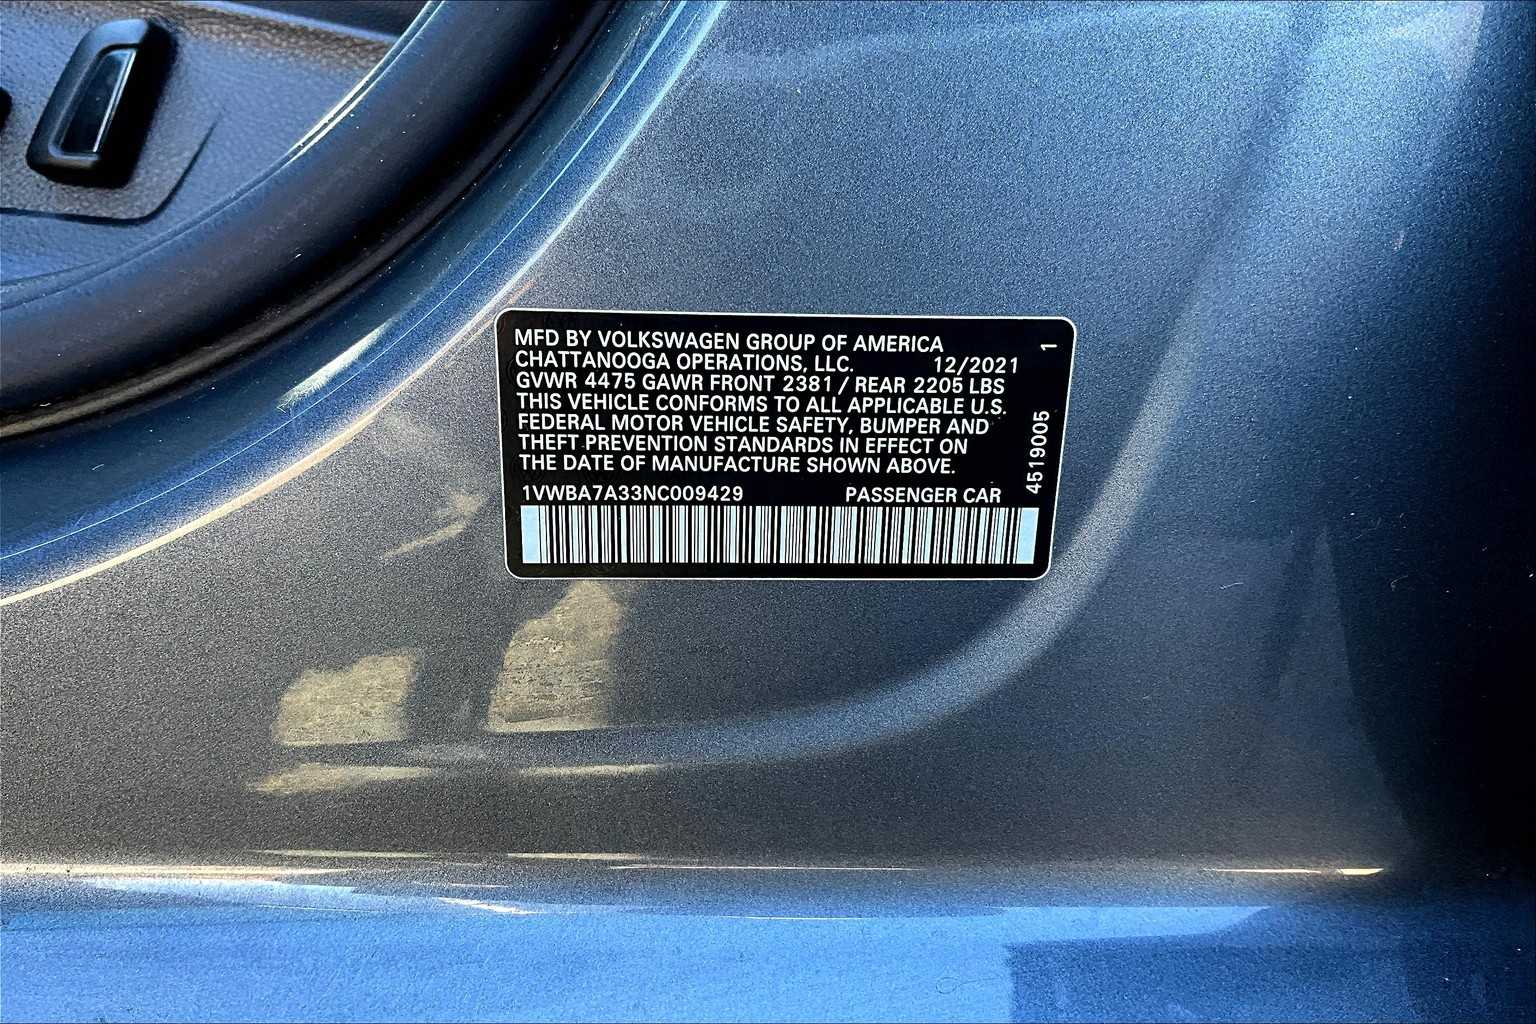 MFD BY VOLKSWAGEN GROUP OF AMERICA
CHATTANOOGA OPERATIONS, LLC. 12/2021
GVWR 4475 GAWR FRONT 2381 / REAR 2205 LBS
THIS VEHICLE CONFORMS TO ALL APPLICABLE U.S.
FEDERAL MOTOR VEHICLE SAFETY, BUMPER AND
THEFT PREVENTION STANDARDS IN EFFECT ON
THE DATE OF MANUFACTURE SHOWN ABOVE.
1VWBA7A33NC009429 PASSENGER CAR
1
4519005